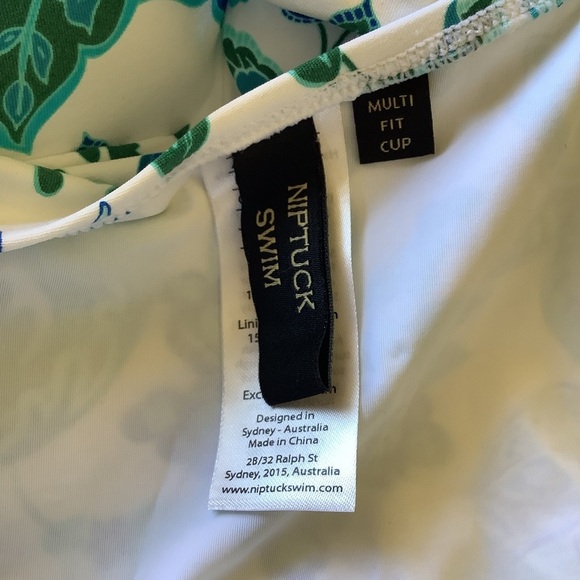 MULTI
FIT
CUP
NIPTUCK
SWIM
Designed in
Sydney - Australia
Made in China
2B/32 Ralph St
Sydney, 2015, Australia
www.niptuckswim.com